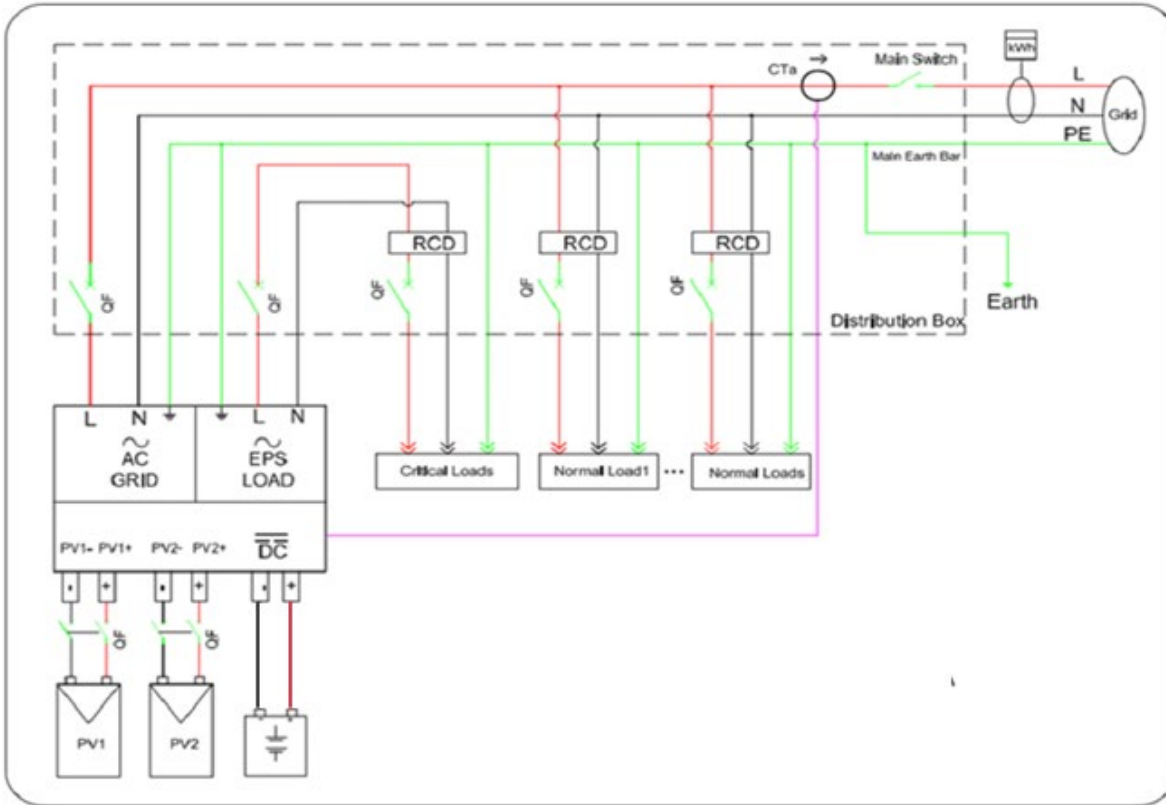 kWh
CTa
Main Switch
L
N
PE
Grid
Main Earth Bar
RCD
RCD
RCD
QF
QF
QF
QF
QF
Earth
Distribution Box
L
N
L
N
AC
GRID
EPS
LOAD
Critical Loads
Normal Load1
...
Normal Loads
PV1-
PV1+
PV2-
PV2+
DC
-
+
-
+
-
+
QF
QF
PV1
PV2